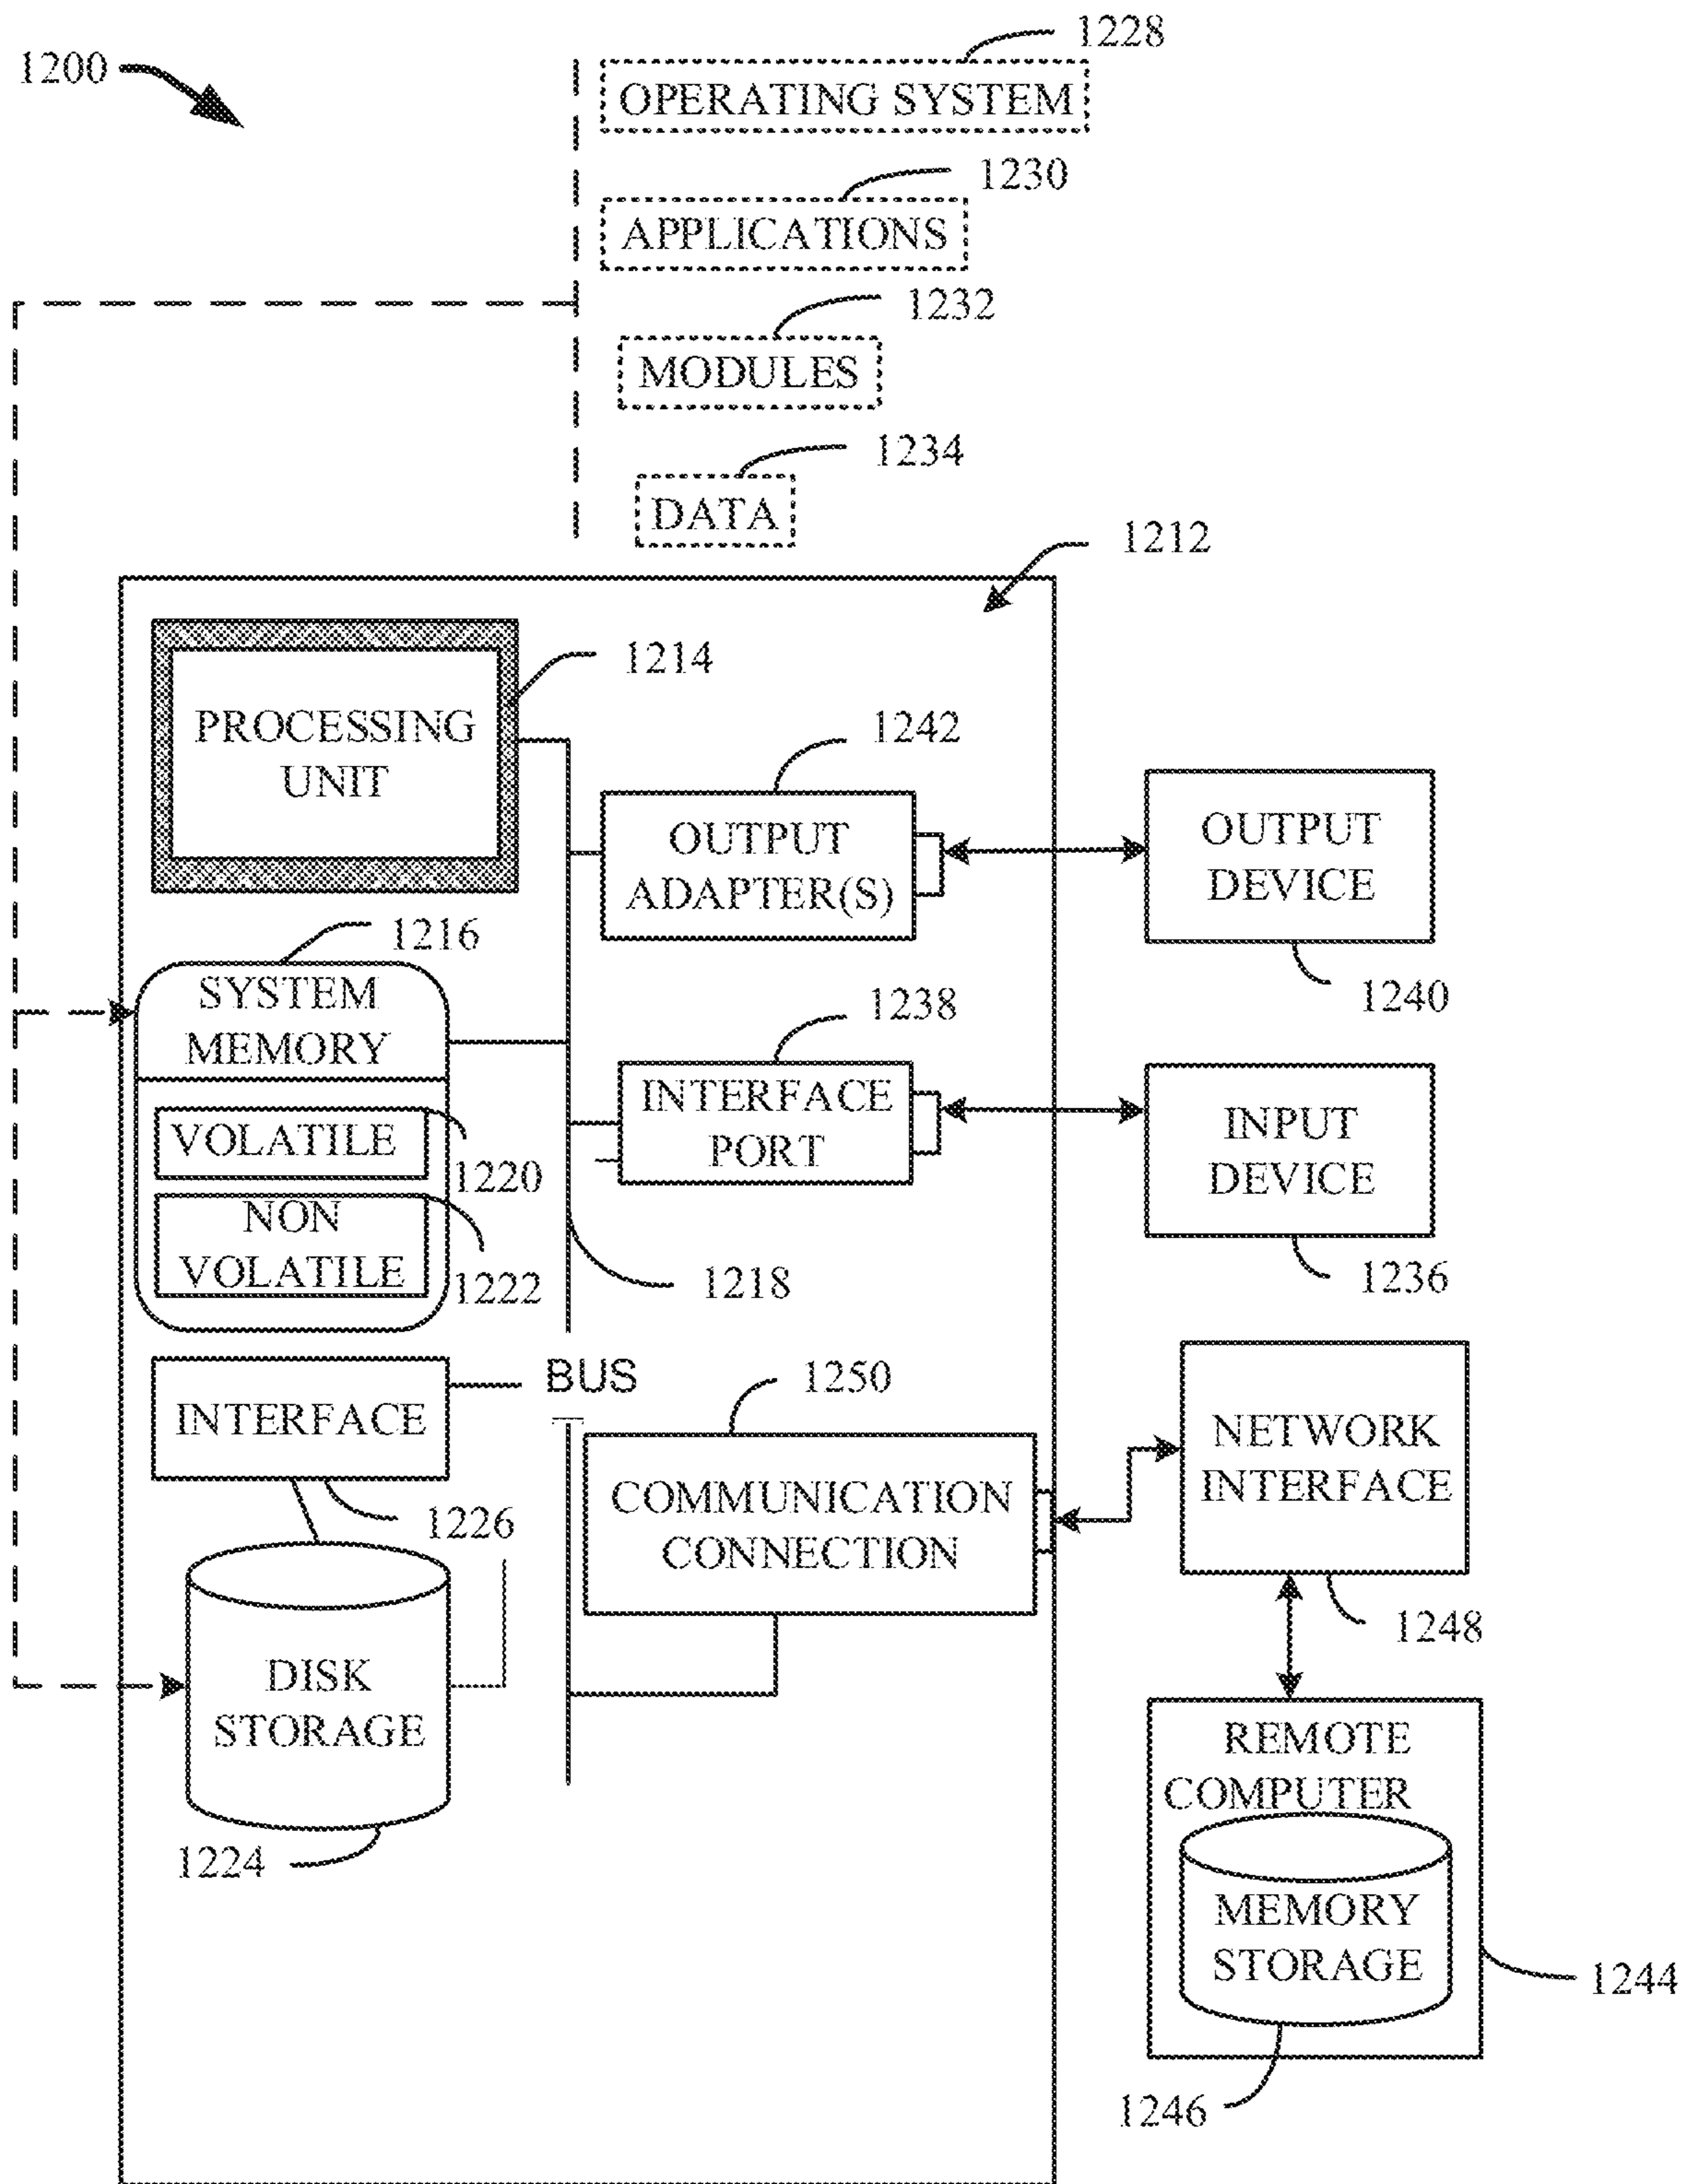 1200
1228
OPERATING SYSTEM
1230
APPLICATIONS
1232
MODULES
1234
DATA
1212
PROCESSING
UNIT
1214
1242
OUTPUT
ADAPTER(S)
OUTPUT
DEVICE
1240
1216
SYSTEM
MEMORY
VOLATILE
1220
NON
VOLATILE
1222
1238
INTERFACE
PORT
INPUT
DEVICE
1236
1218
BUS
INTERFACE
1226
1250
COMMUNICATION
CONNECTION
NETWORK
INTERFACE
1248
DISK
STORAGE
1224
REMOTE
COMPUTER
MEMORY
STORAGE
1244
1246